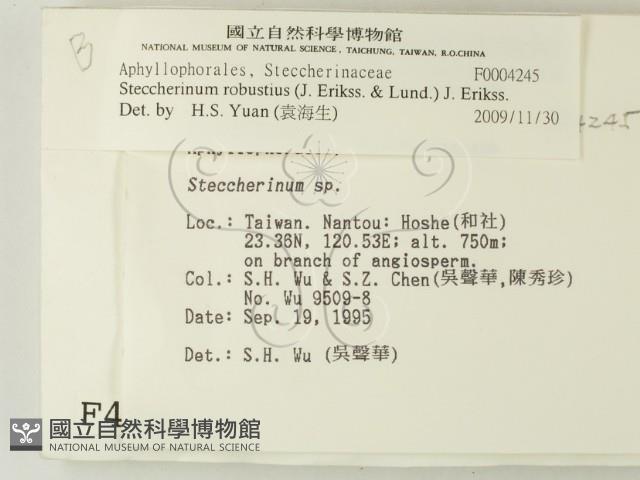 B
國立自然科學博物館
NATIONAL MUSEUM OF NATURAL SCIENCE, TAICHUNG, TAIWAN, R.O.CHINA
Aphyllophorales, Steccherinaceae F0004245
Steccherinum robustius (J. Erikss. & Lund.) J. Erikss.
Det. by H.S. Yuan (袁海生) 2009/11/30
4245
Steccherinum sp.
Loc.: Taiwan. Nantou: Hoshe(和社)
23.36N, 120.53E; alt. 750m;
on branch of angiosperm.
Col.: S.H. Wu & S.Z. Chen(吳聲華,陳秀珍)
No. Wu 9509-8
Date: Sep. 19, 1995
Det.: S.H. Wu (吳聲華)
F4
國立自然科學博物館
NATIONAL MUSEUM OF NATURAL SCIENCE